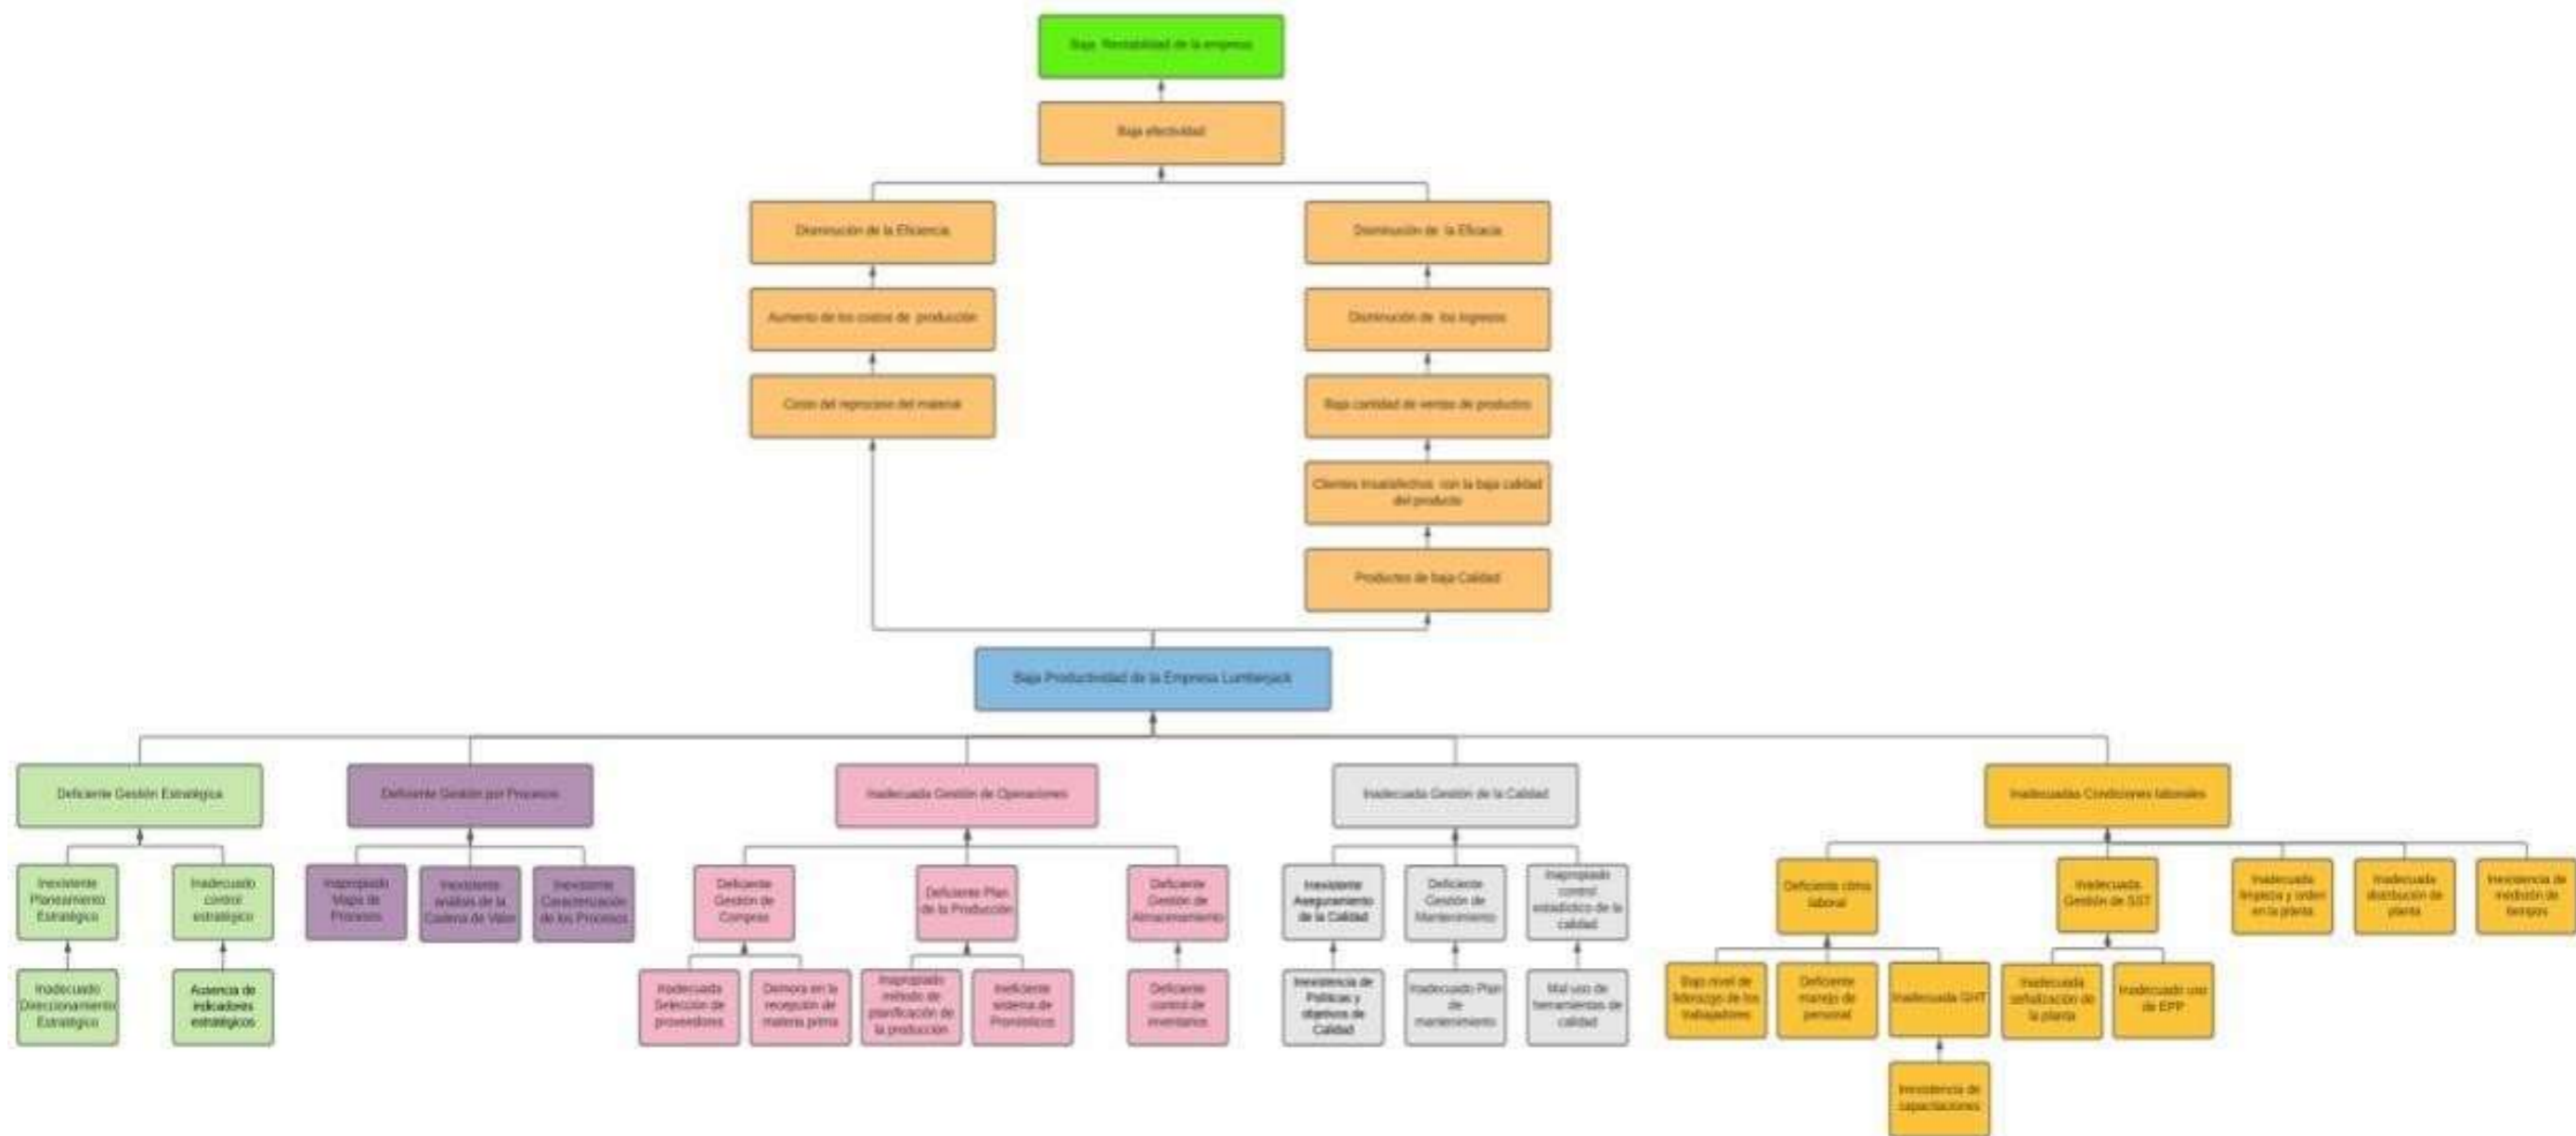 Baja Rentabilidad de la empresa
Baja efectividad
Disminución de la Eficiencia
Disminución de la Eficacia
Aumento de los costos de producción
Disminución de los ingresos
Costo del reproceso del material
Baja cantidad de ventas de productos
Clientes insatisfechos con la baja calidad
del producto
Productos de baja Calidad
Baja Productividad de la Empresa Lumberjack
Deficiente Gestión Estratégica
Deficiente Gestión por Procesos
Inadecuada Gestión de Operaciones
Inadecuada Gestión de la Calidad
Inadecuadas Condiciones laborales
Inexistente
Planeamiento
Estratégico
Inadecuado
control
estratégico
Inapropiado
Mapa de
Procesos
Inexistente
análisis de la
Cadena de Valor
Inexistente
Caracterización
de los Procesos
Deficiente
Gestión de
Compras
Deficiente Plan
de la Producción
Deficiente
Gestión de
Almacenamiento
Inexistente
Aseguramiento
de la Calidad
Deficiente
Gestión de
Mantenimiento
Inapropiado
control
estadístico de la
calidad
Deficiente clima
laboral
Inadecuada
Gestión de SST
Inadecuada
limpieza y orden
en la planta
Inadecuada
distribución de
planta
Inexistencia de
medición de
tiempos
Inadecuado
Direccionamiento
Estratégico
Ausencia de
indicadores
estratégicos
Inadecuada
Selección de
proveedores
Demora en la
recepción de
materia prima
Inapropiado
método de
planificación de
la producción
Ineficiente
sistema de
Pronósticos
Deficiente
control de
inventarios
Inexistencia de
Políticas y
objetivos de
Calidad
Inadecuado Plan
de
mantenimiento
Mal uso de
herramientas de
calidad
Bajo nivel de
liderazgo de los
trabajadores
Deficiente
manejo de
personal
Inadecuada GHT
Inadecuada
señalización de
la planta
Inadecuado uso
de EPP
Inexistencia de
capacitaciones